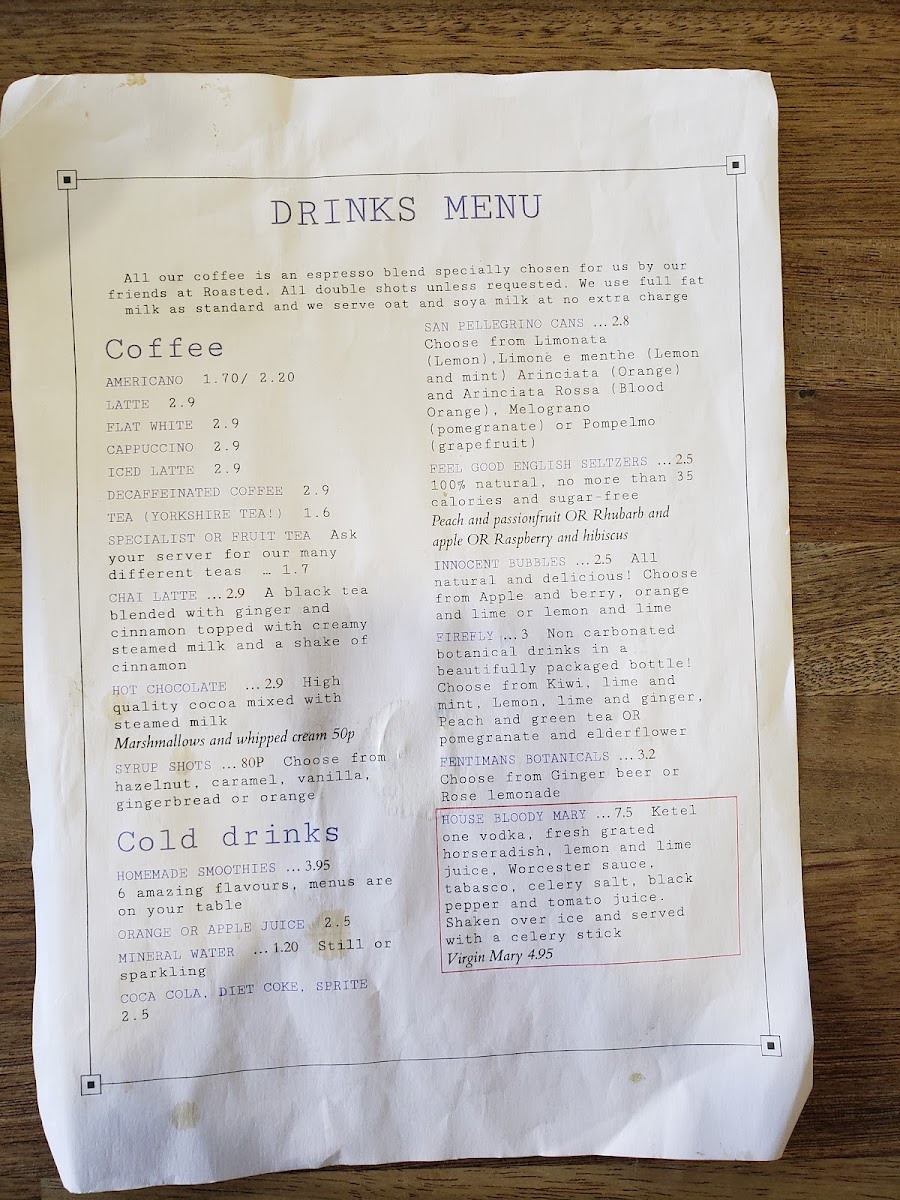 DRINKS MENU
All our coffee is an espresso blend specially chosen for us by our
friends at Roasted. All double shots unless requested. We use full fat
milk as standard and we serve oat and soya milk at no extra charge
Coffee
AMERICANO 1.70/ 2.20
LATTE 2.9
FLAT WHITE 2.9
CAPPUCCINO 2.9
ICED LATTE 2.9
DECAFFEINATED COFFEE 2.9
TEA (YORKSHIRE TEA!) 1.6
SPECIALIST OR FRUIT TEA Ask
your server for our many
different teas … 1.7
CHAI LATTE ... 2.9 A black tea
blended with ginger and
cinnamon topped with creamy
steamed milk and a shake of
cinnamon
HOT CHOCOLATE ... 2.9 High
quality cocoa mixed with
steamed milk
Marshmallows and whipped cream 50p
SYRUP SHOTS ... 80P Choose from
hazelnut, caramel, vanilla,
gingerbread or orange
Cold drinks
HOMEMADE SMOOTHIES ... 3.95
6 amazing flavours, menus are
on your table
ORANGE OR APPLE JUICE 2.5
MINERAL WATER ... 1.20 Still or
sparkling
COCA COLA, DIET COKE, SPRITE
2.5
SAN PELLEGRINO CANS ... 2.8
Choose from Limonata
(Lemon),Limone e menthe (Lemon
and mint) Arinciata (Orange)
and Arinciata Rossa (Blood
Orange), Melograno
(pomegranate) or Pompelmo
(grapefruit)
FEEL GOOD ENGLISH SELTZERS ... 2.5
100% natural, no more than 35
calories and sugar-free
Peach and passionfruit OR Rhubarb and
apple OR Raspberry and hibiscus
INNOCENT BUBBLES ... 2.5 All
natural and delicious! Choose
from Apple and berry, orange
and lime or lemon and lime
FIREFLY ... 3 Non carbonated
botanical drinks in a
beautifully packaged bottle!
Choose from Kiwi, lime and
mint, Lemon, lime and ginger,
Peach and green tea OR
pomegranate and elderflower
FENTIMANS BOTANICALS ... 3.2
Choose from Ginger beer or
Rose lemonade
HOUSE BLOODY MARY ... 7.5 Ketel
one vodka, fresh grated
horseradish, lemon and lime
juice, Worcester sauce,
tabasco, celery salt, black
pepper and tomato juice.
Shaken over ice and served
with a celery stick
Virgin Mary 4.95